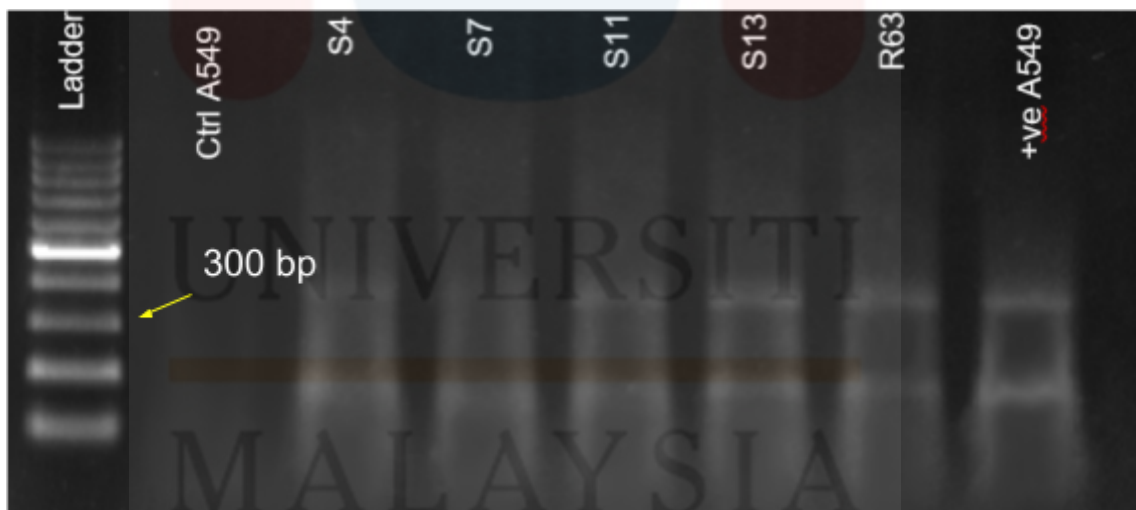 Ladder
Ctrl A549
S4
S7
S11
S13
R63
+ve A549
300 bp
UNIVERSITI
MALAYSIA